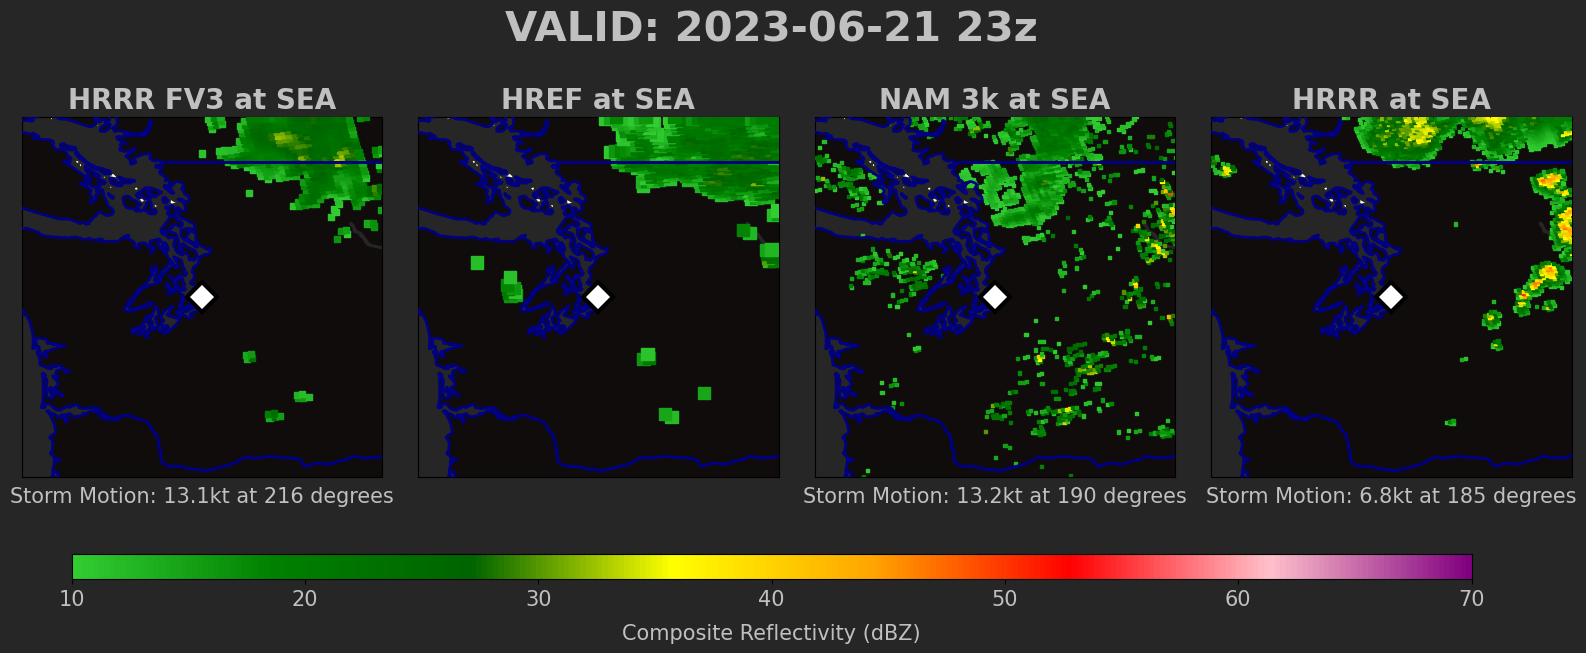 VALID: 2023-06-21 23z
HRRR FV3 at SEA
HREF at SEA
NAM 3k at SEA
HRRR at SEA
Storm Motion: 13.1kt at 216 degrees
Storm Motion: 13.2kt at 190 degrees
Storm Motion: 6.8kt at 185 degrees
10 20 30 40 50 60 70
Composite Reflectivity (dBZ)